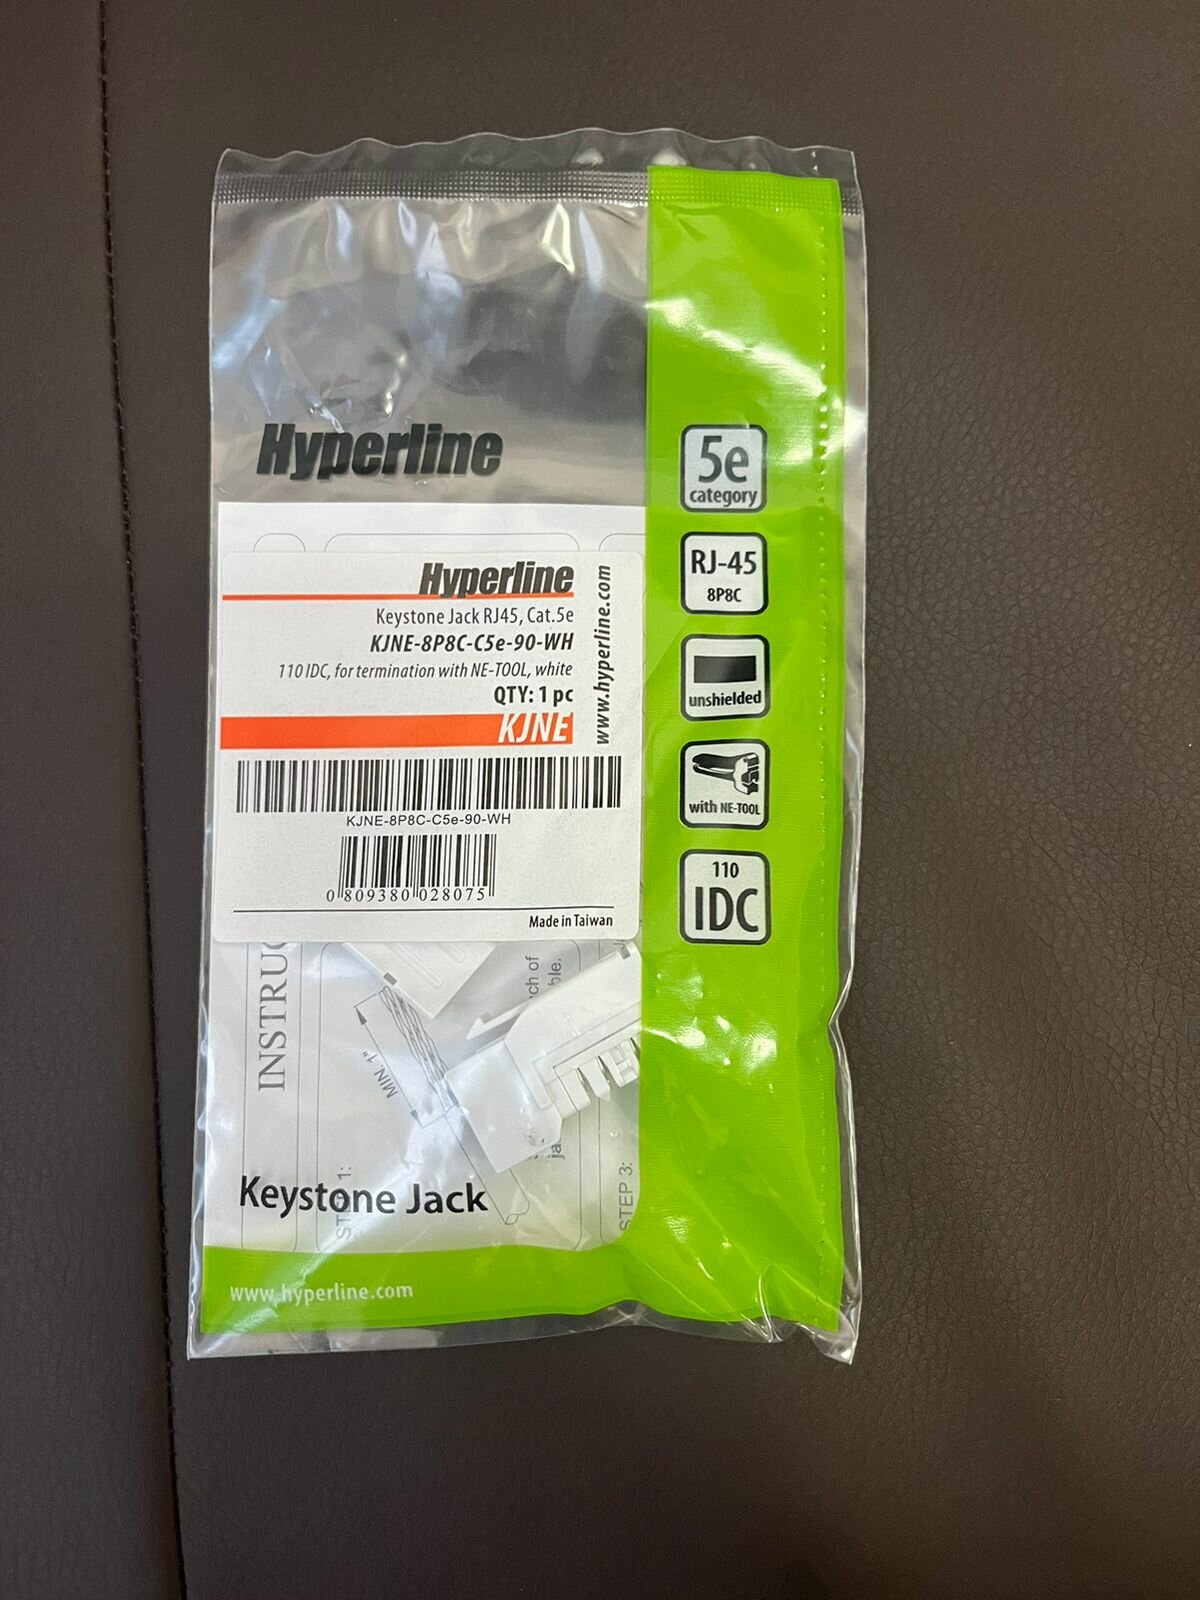 Hyperline
5e
category
RJ-45
8P8C
unshielded
with NE-TOOL
110
IDC
Hyperline
Keystone Jack RJ45, Cat.5e
KJNE-8P8C-C5e-90-WH
110 IDC, for termination with NE-TOOL, white
QTY: 1 pc
KJNE
www.hyperline.com
KJNE-8P8C-C5e-90-WH
0 809380 028075
Made in Taiwan
MIN. 1"
STEP 3:
Keystone Jack
www.hyperline.com